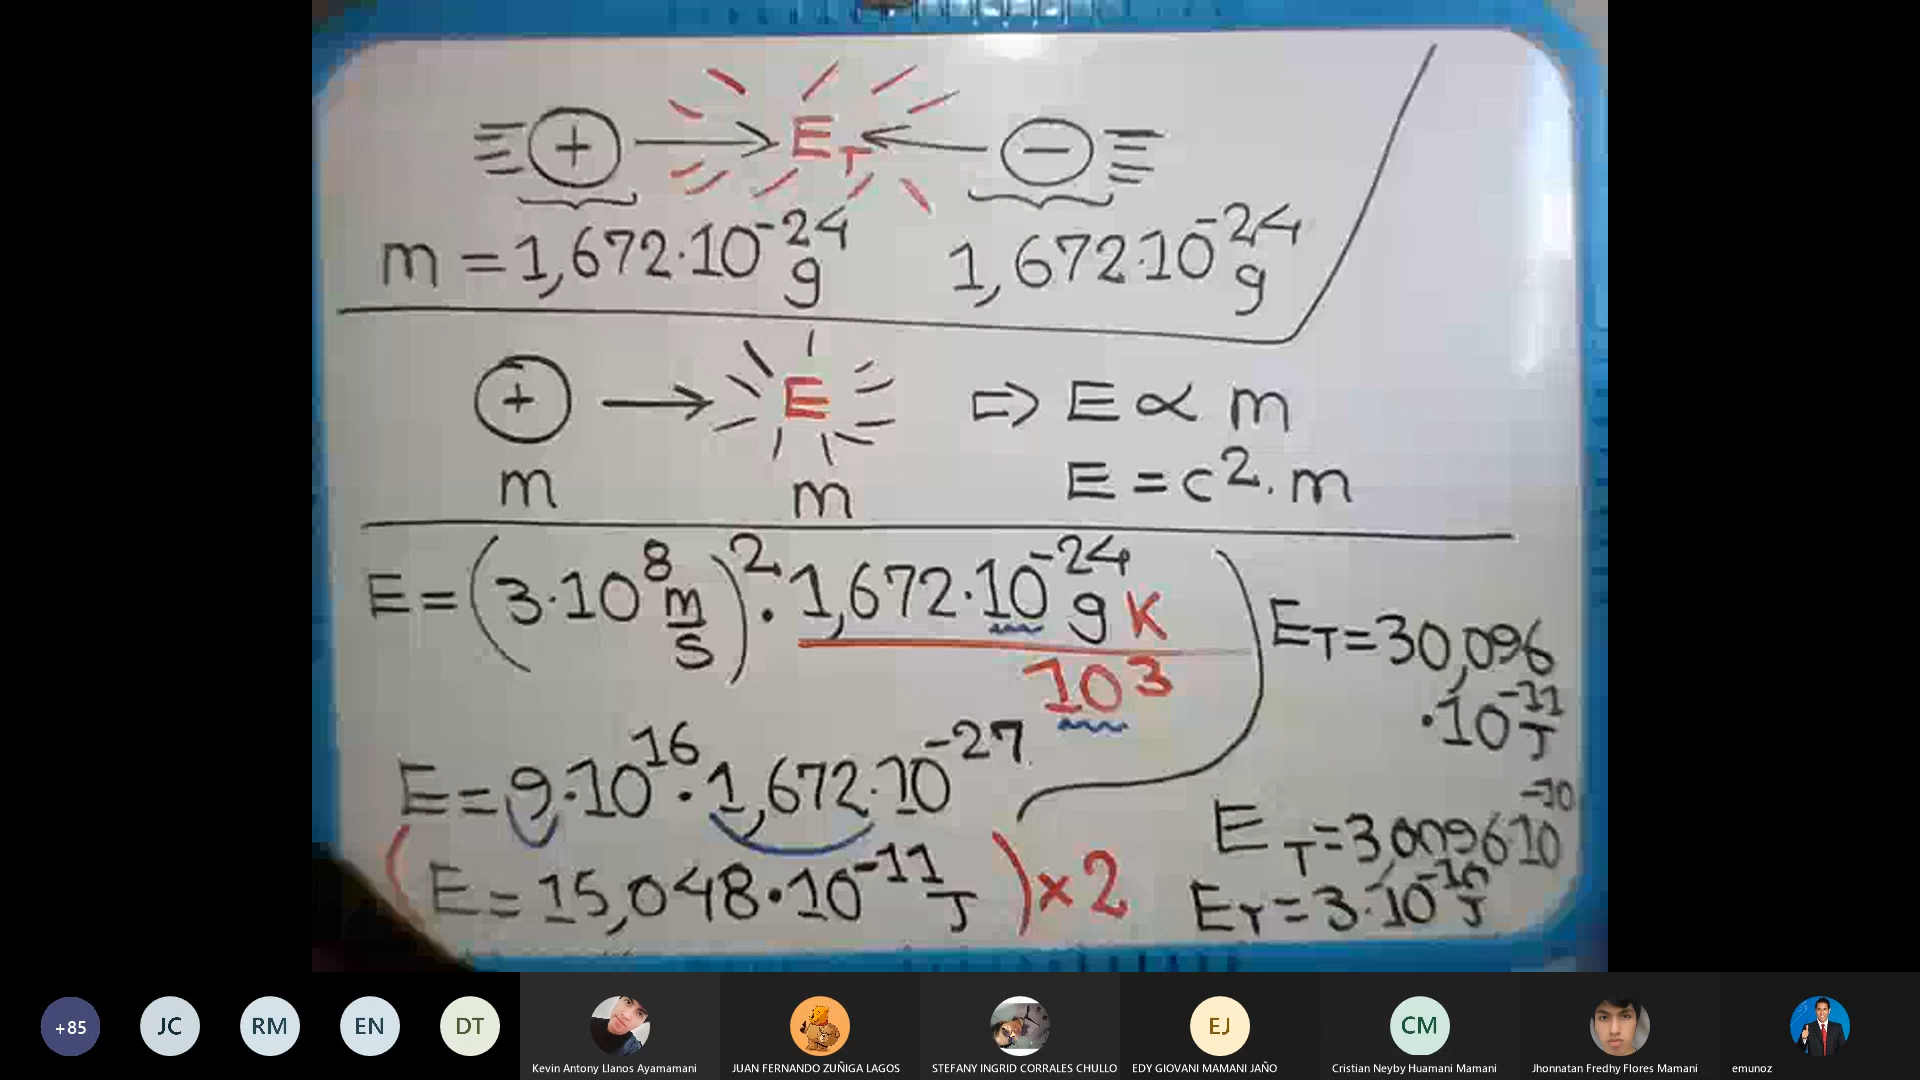 + E_T −
m = 1,672·10^-24 g 1,672·10^-24 g
+ → E ⇒ E ∝ m
m m E = c^2. m
E = (3·10^8 m/s)^2 · 1,672·10^-24 g K
10^3
E_T = 30,096
·10^-11 J
E = 9·10^16 · 1,672·10^-27
E_T = 3,0096·10^-10
(E = 15,048·10^-11 J) x 2
E_T = 3·10^-10 J
+85 JC RM EN DT EJ CM
Kevin Antony Llanos Ayamamani JUAN FERNANDO ZUÑIGA LAGOS STEFANY INGRID CORRALES CHULLO EDY GIOVANI MAMANI JAÑO Cristian Neyby Huamani Mamani Jhonnatan Fredhy Flores Mamani emunoz